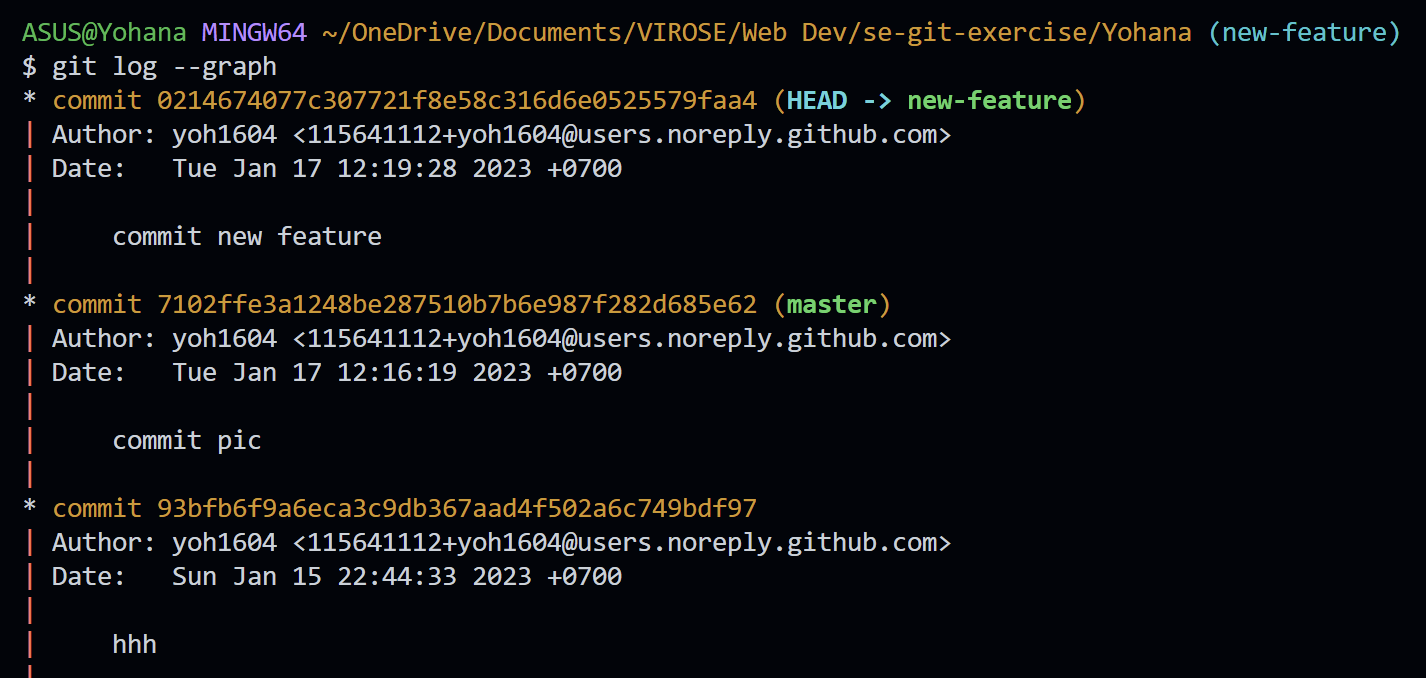 ASUS@Yohana MINGW64 ~/OneDrive/Documents/VIROSE/Web Dev/se-git-exercise/Yohana (new-feature)
$ git log --graph
* commit 0214674077c307721f8e58c316d6e0525579faa4 (HEAD -> new-feature)
| Author: yoh1604 <115641112+yoh1604@users.noreply.github.com>
| Date:   Tue Jan 17 12:19:28 2023 +0700
|
|     commit new feature
|
* commit 7102ffe3a1248be287510b7b6e987f282d685e62 (master)
| Author: yoh1604 <115641112+yoh1604@users.noreply.github.com>
| Date:   Tue Jan 17 12:16:19 2023 +0700
|
|     commit pic
|
* commit 93bfb6f9a6eca3c9db367aad4f502a6c749bdf97
| Author: yoh1604 <115641112+yoh1604@users.noreply.github.com>
| Date:   Sun Jan 15 22:44:33 2023 +0700
|
|     hhh
|